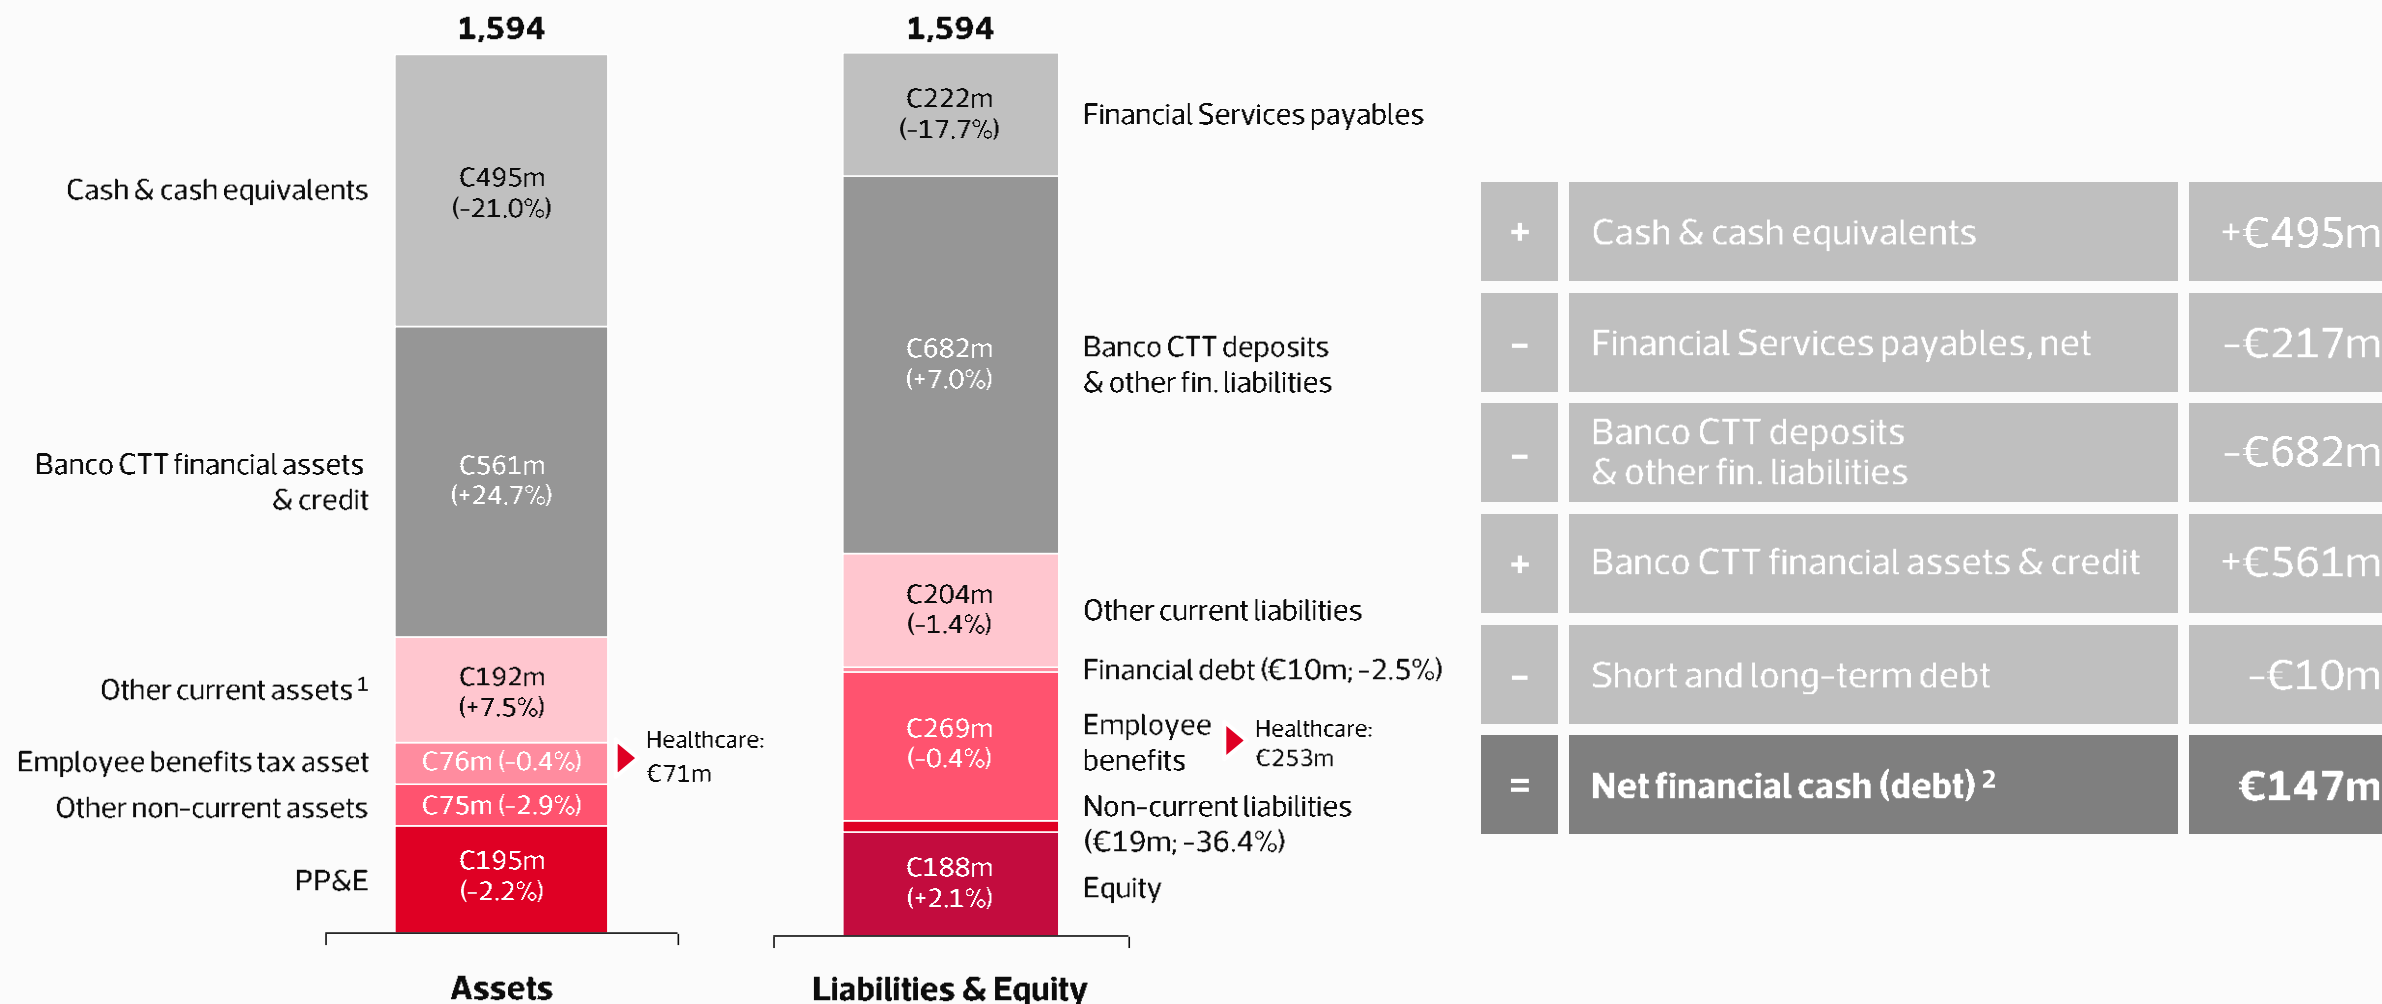 1,594
Cash & cash equivalents
€495m
(-21.0%)
Banco CTT financial assets
& credit
€561m
(+24.7%)
Other current assets 1
€192m
(+7.5%)
Employee benefits tax asset
€76m (-0.4%)
Healthcare:
€71m
Other non-current assets
€75m (-2.9%)
PP&E
€195m
(-2.2%)
Assets
1,594
€222m
(-17.7%)
Financial Services payables
€682m
(+7.0%)
Banco CTT deposits
& other fin. liabilities
€204m
(-1.4%)
Other current liabilities
Financial debt (€10m; -2.5%)
€269m
(-0.4%)
Employee
benefits
Healthcare:
€253m
Non-current liabilities
(€19m; -36.4%)
€188m
(+2.1%)
Equity
Liabilities & Equity
+ Cash & cash equivalents +€495m
– Financial Services payables, net –€217m
– Banco CTT deposits
& other fin. liabilities –€682m
+ Banco CTT financial assets & credit +€561m
– Short and long-term debt –€10m
= Net financial cash (debt) 2 €147m